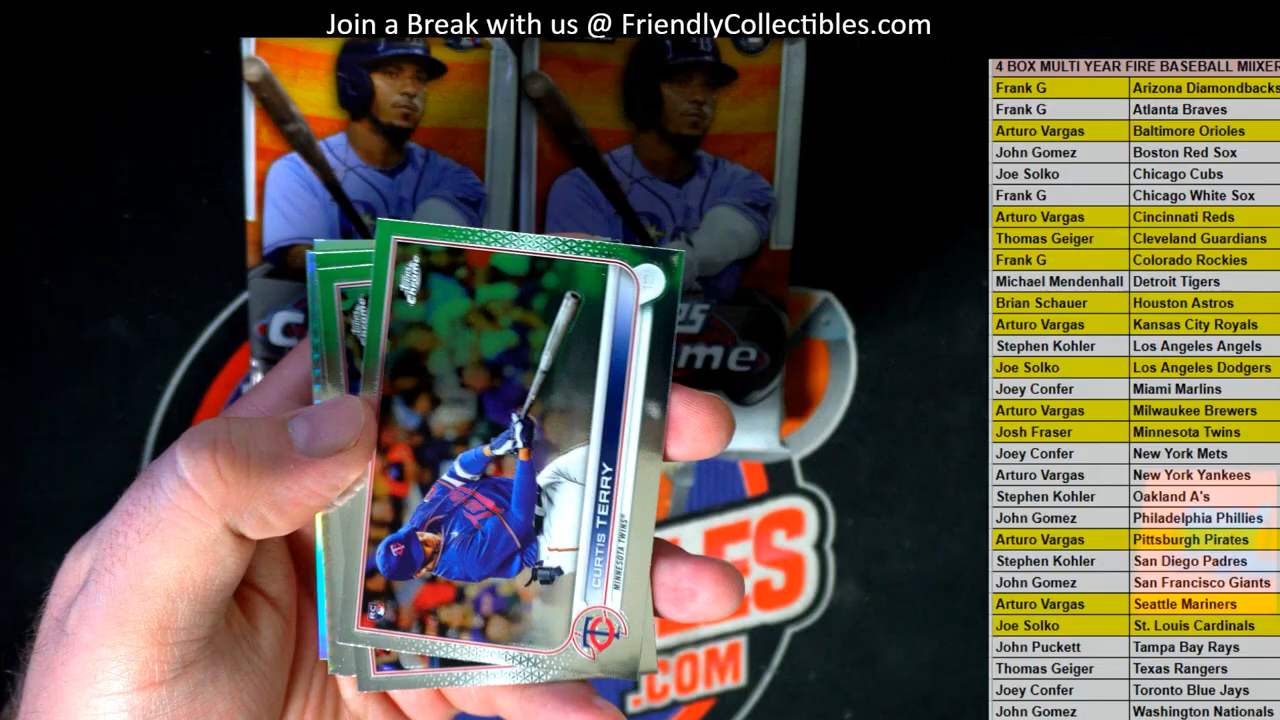 Join a Break with us @ FriendlyCollectibles.com
4 BOX MULTI YEAR FIRE BASEBALL MIIXER
Frank G Arizona Diamondbacks
Frank G Atlanta Braves
Arturo Vargas Baltimore Orioles
John Gomez Boston Red Sox
Joe Solko Chicago Cubs
Frank G Chicago White Sox
Arturo Vargas Cincinnati Reds
Thomas Geiger Cleveland Guardians
Frank G Colorado Rockies
Michael Mendenhall Detroit Tigers
Brian Schauer Houston Astros
Arturo Vargas Kansas City Royals
Stephen Kohler Los Angeles Angels
Joe Solko Los Angeles Dodgers
Joey Confer Miami Marlins
Arturo Vargas Milwaukee Brewers
Josh Fraser Minnesota Twins
Joey Confer New York Mets
Arturo Vargas New York Yankees
Stephen Kohler Oakland A's
John Gomez Philadelphia Phillies
Arturo Vargas Pittsburgh Pirates
Stephen Kohler San Diego Padres
John Gomez San Francisco Giants
Arturo Vargas Seattle Mariners
Joe Solko St. Louis Cardinals
John Puckett Tampa Bay Rays
Thomas Geiger Texas Rangers
Joey Confer Toronto Blue Jays
John Gomez Washington Nationals
Topps
CHROME
CURTIS TERRY
MINNESOTA TWINS®
RC
LES
.COM